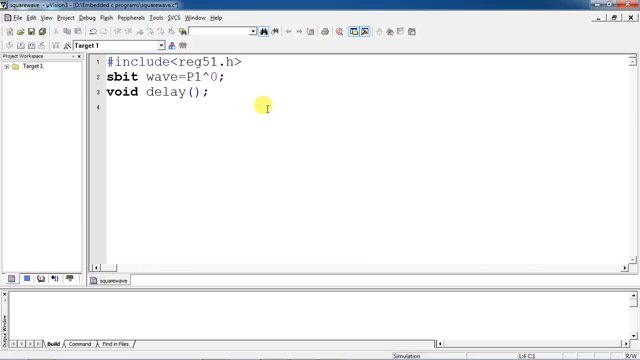 squarewave - µVision3 - [D:\Embedded c programs\squarewave.c*]
File Edit View Project Debug Flash Peripherals Tools SVCS Window Help
Target 1
Project Workspace
Target 1
1 #include<reg51.h>
2 sbit wave=P1^0;
3 void delay();
4
squarewave
Output Window
Build Command Find in Files
Simulation L:4 C:1 R/W